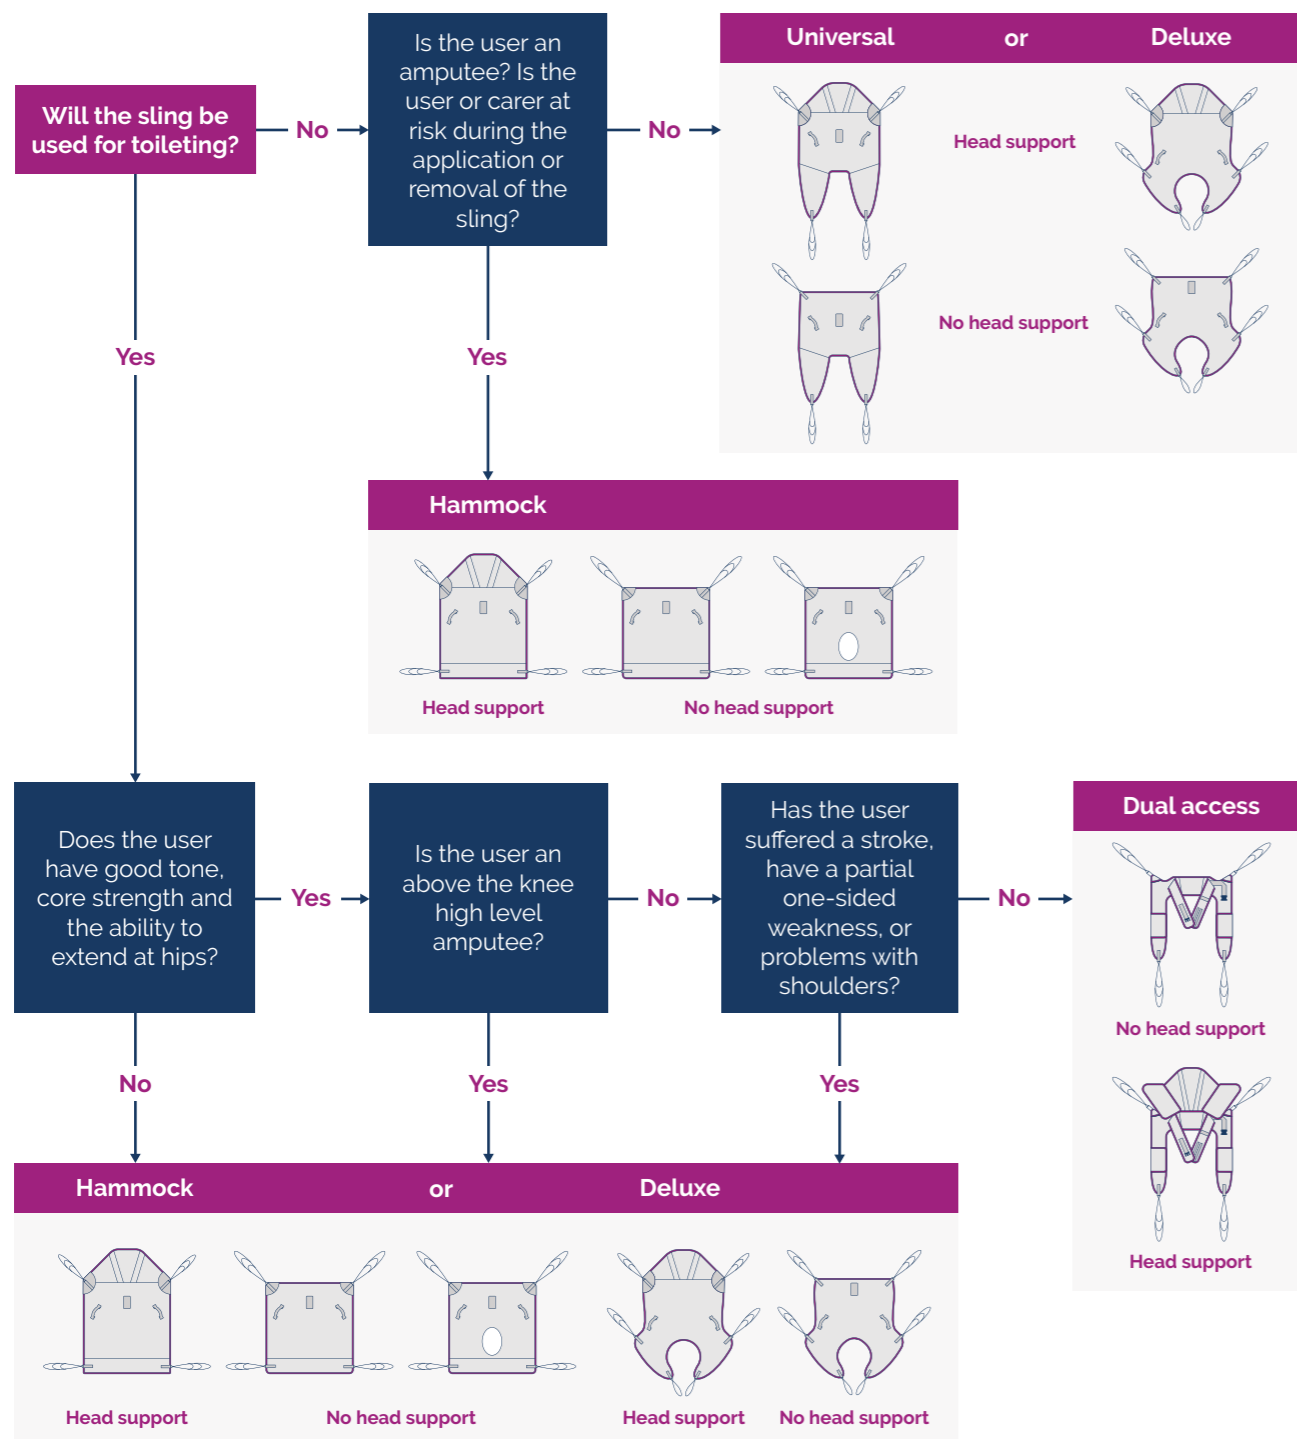 Will the sling be
used for toileting?
No
Is the user an
amputee? Is the
user or carer at
risk during the
application or
removal of the
sling?
No
Universal or Deluxe
Head support
No head support
Yes
Yes
Hammock
Head support
No head support
Does the user
have good tone,
core strength and
the ability to
extend at hips?
Yes
Is the user an
above the knee
high level
amputee?
No
Has the user
suffered a stroke,
have a partial
one-sided
weakness, or
problems with
shoulders?
No
Dual access
No head support
Head support
No
Yes
Yes
Hammock or Deluxe
Head support
No head support
Head support
No head support